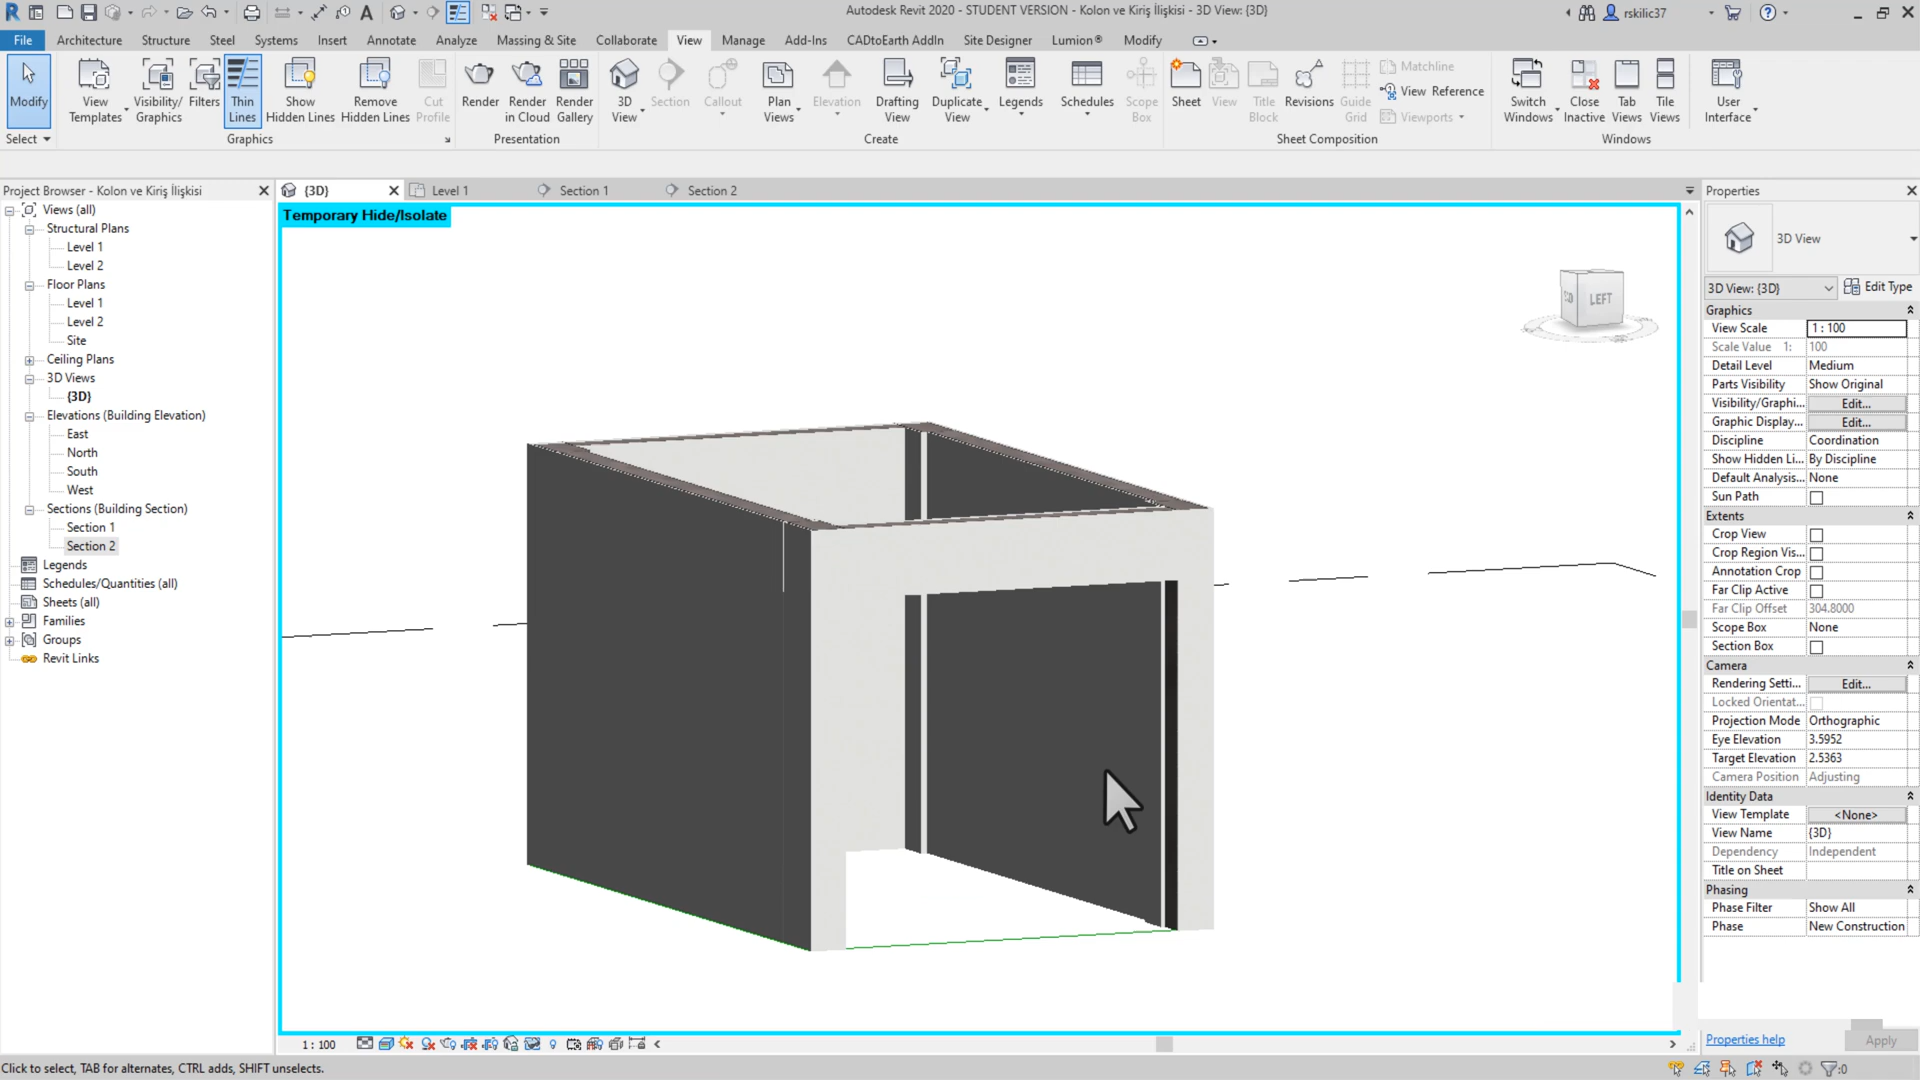 Autodesk Revit 2020 - STUDENT VERSION - Kolon ve Kiriş İlişkisi - 3D View: {3D}
rskilic37
File
Architecture
Structure
Steel
Systems
Insert
Annotate
Analyze
Massing & Site
Collaborate
View
Manage
Add-Ins
CADtoEarth AddIn
Site Designer
Lumion®
Modify
Modify
View
Templates
Visibility/
Graphics
Filters
Thin
Lines
Show
Hidden Lines
Remove
Hidden Lines
Cut
Profile
Render
Render
in Cloud
Render
Gallery
3D
View
Section
Callout
Plan
Views
Elevation
Drafting
View
Duplicate
View
Legends
Schedules
Scope
Box
Sheet
View
Title
Block
Revisions
Guide
Grid
Matchline
View Reference
Viewports
Switch
Windows
Close
Inactive
Tab
Views
Tile
Views
User
Interface
Select
Graphics
Presentation
Create
Sheet Composition
Windows
Project Browser - Kolon ve Kiriş İlişkisi
Views (all)
Structural Plans
Level 1
Level 2
Floor Plans
Level 1
Level 2
Site
Ceiling Plans
3D Views
{3D}
Elevations (Building Elevation)
East
North
South
West
Sections (Building Section)
Section 1
Section 2
Legends
Schedules/Quantities (all)
Sheets (all)
Families
Groups
Revit Links
{3D}
Level 1
Section 1
Section 2
Temporary Hide/Isolate
LEFT
Properties
3D View
3D View: {3D}
Edit Type
Graphics
View Scale 1 : 100
Scale Value 1: 100
Detail Level Medium
Parts Visibility Show Original
Visibility/Graphi... Edit...
Graphic Display... Edit...
Discipline Coordination
Show Hidden Li... By Discipline
Default Analysis... None
Sun Path
Extents
Crop View
Crop Region Vis...
Annotation Crop
Far Clip Active
Far Clip Offset 304.8000
Scope Box None
Section Box
Camera
Rendering Setti... Edit...
Locked Orientat...
Projection Mode Orthographic
Eye Elevation 3.5952
Target Elevation 2.5363
Camera Position Adjusting
Identity Data
View Template <None>
View Name {3D}
Dependency Independent
Title on Sheet
Phasing
Phase Filter Show All
Phase New Construction
Properties help
Apply
1 : 100
Click to select, TAB for alternates, CTRL adds, SHIFT unselects.
:0